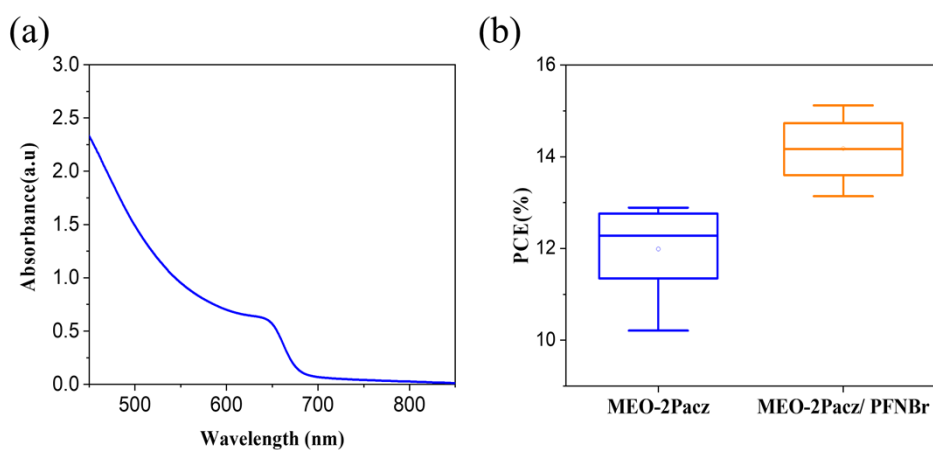 (a)
3.0
2.5
2.0
1.5
1.0
0.5
0.0
Absorbance(a.u)
500 600 700 800
Wavelength (nm)
(b)
16
14
12
10
PCE(%)
MEO-2Pacz MEO-2Pacz/ PFNBr